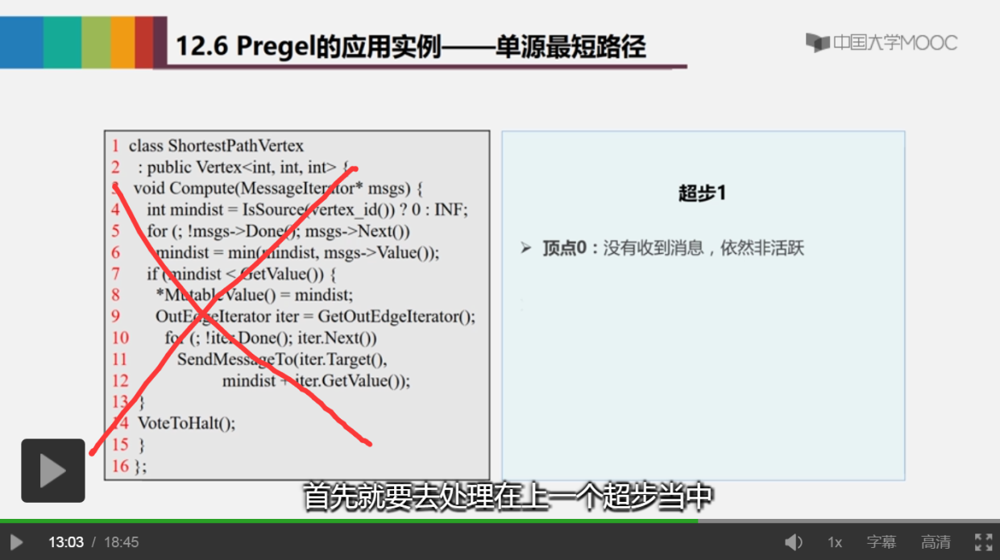 12.6 Pregel的应用实例——单源最短路径
中国大学MOOC
1 class ShortestPathVertex
2 : public Vertex<int, int, int> {
3 void Compute(MessageIterator* msgs) {
4 int mindist = IsSource(vertex_id()) ? 0 : INF;
5 for (; !msgs->Done(); msgs->Next())
6 mindist = min(mindist, msgs->Value());
7 if (mindist < GetValue()) {
8 *MutableValue() = mindist;
9 OutEdgeIterator iter = GetOutEdgeIterator();
10 for (; !iter.Done(); iter.Next())
11 SendMessageTo(iter.Target(),
12 mindist + iter.GetValue());
13 }
14 VoteToHalt();
15 }
16 };
超步1
➢ 顶点0：没有收到消息，依然非活跃
首先就要去处理在上一个超步当中
13:03 / 18:45
1x 字幕 高清